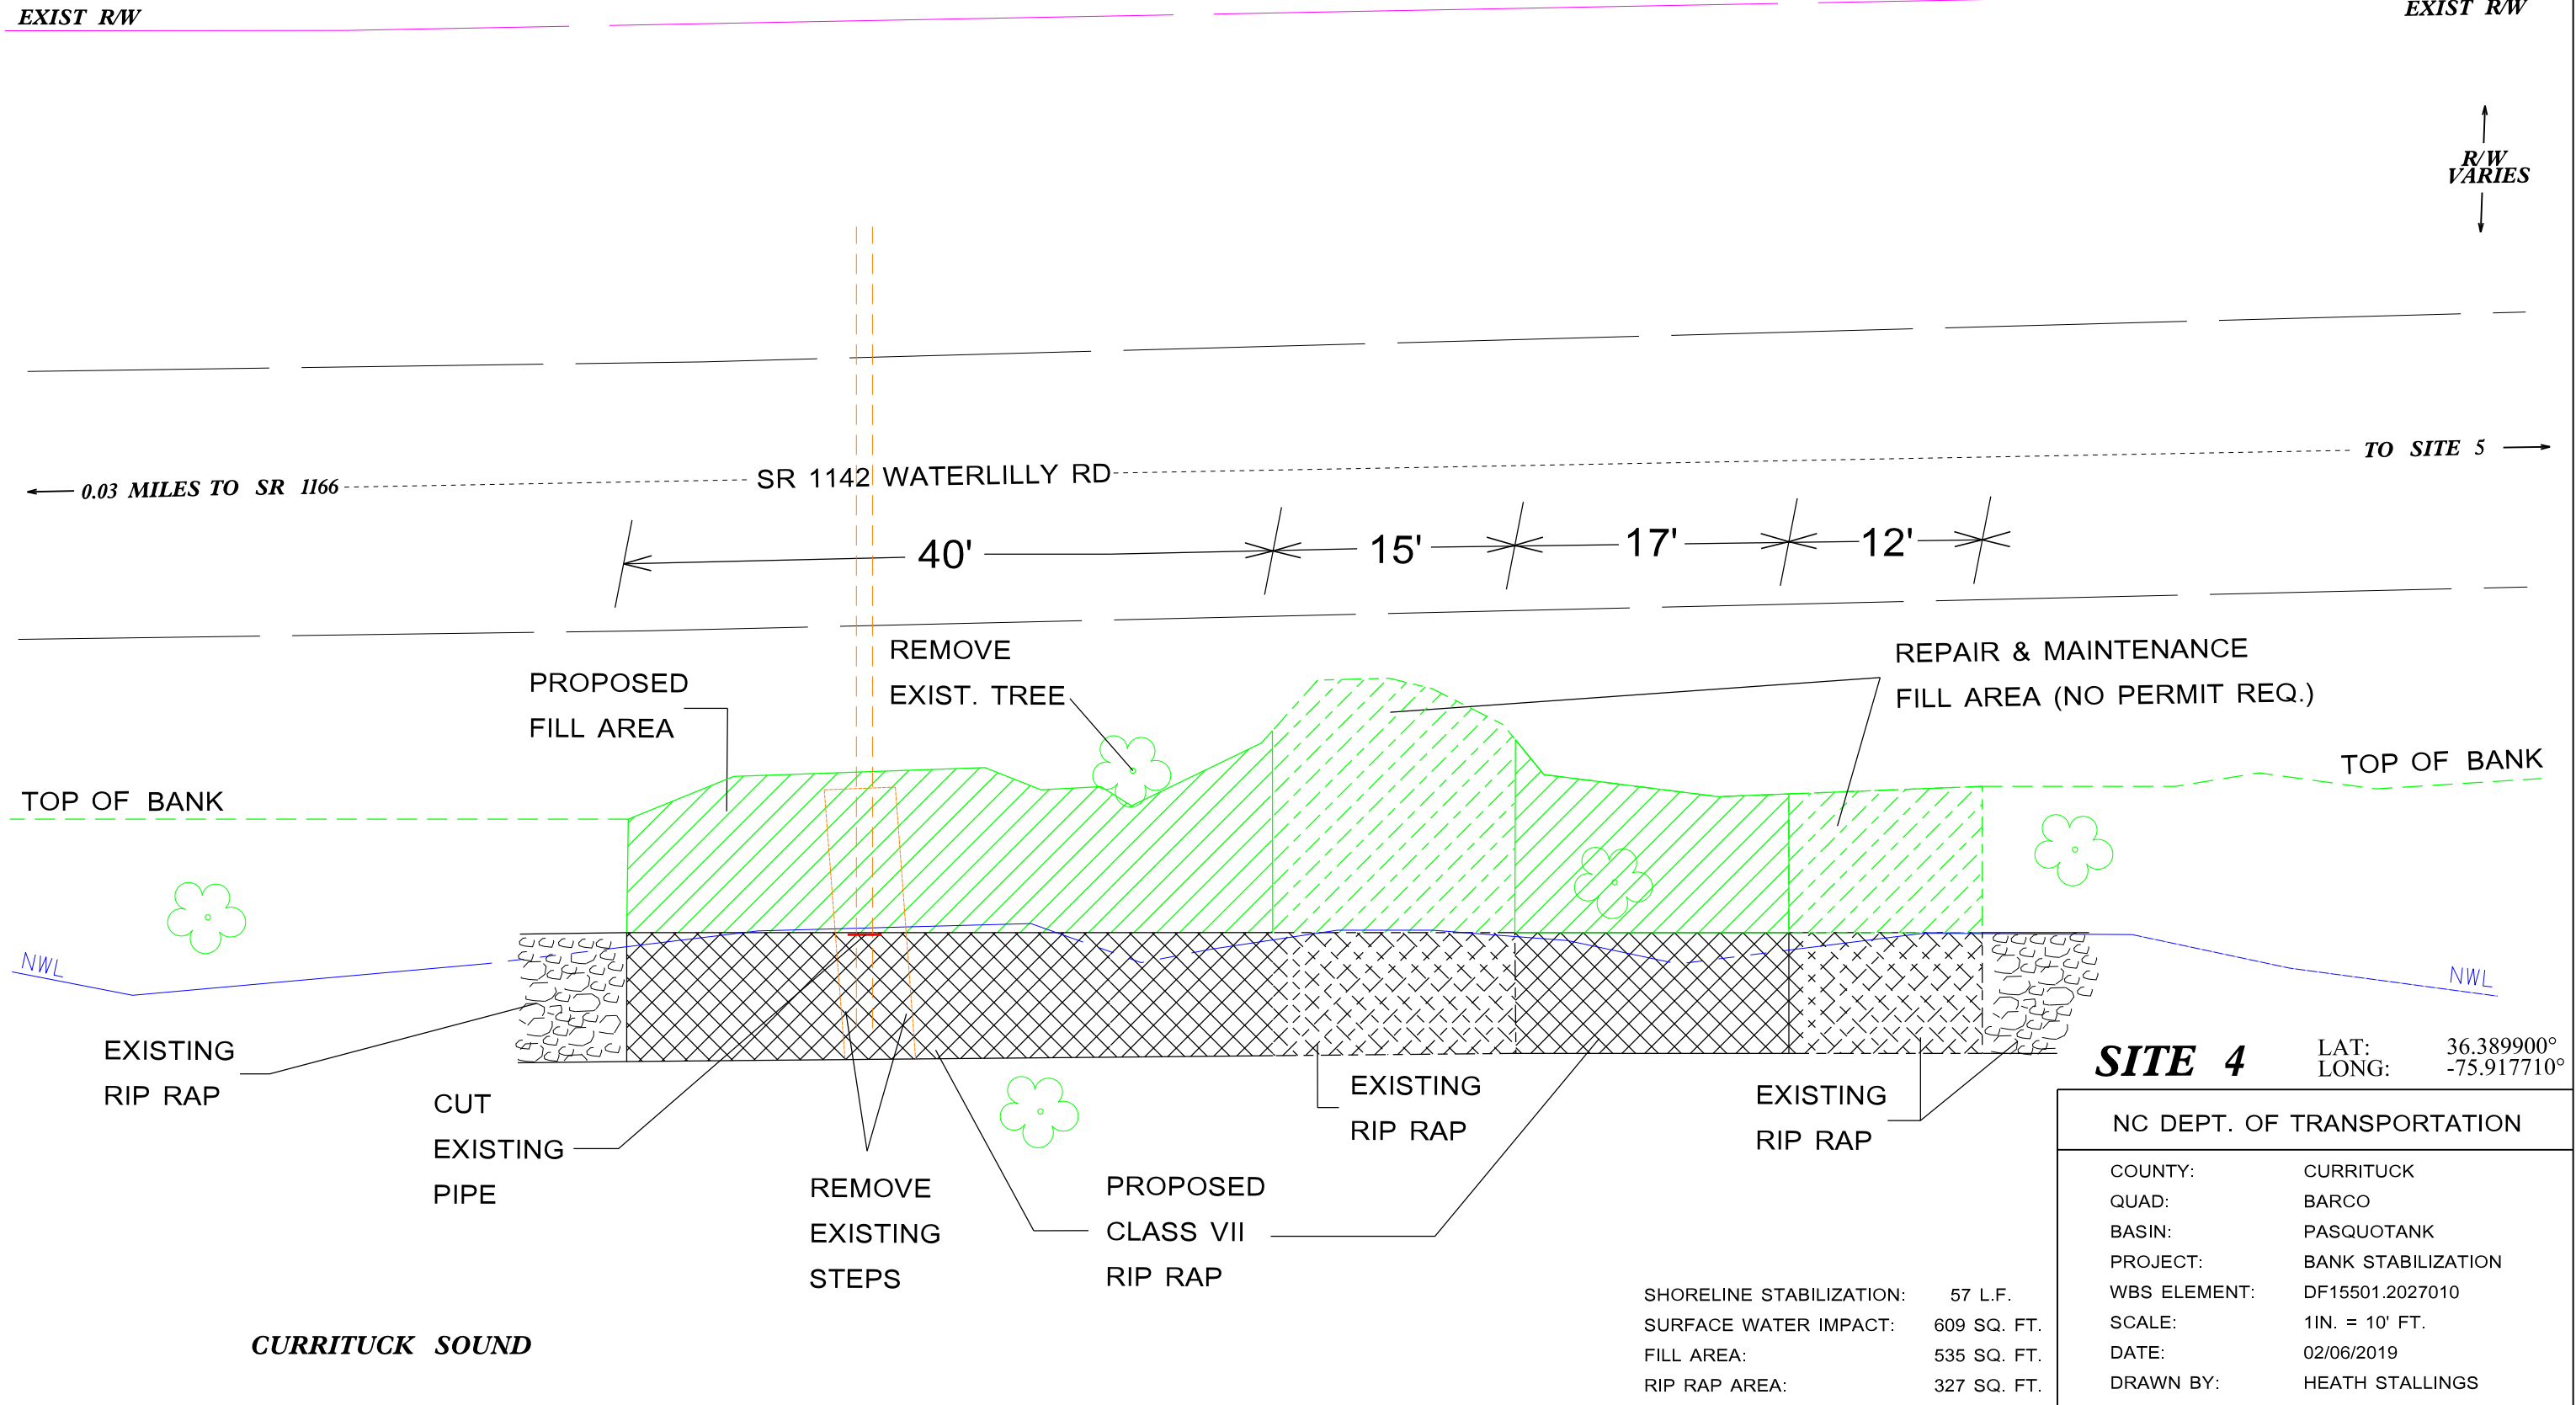 EXIST R/W
EXIST R/W
R/W
VARIES
0.03 MILES TO SR 1166
SR 1142 WATERLILLY RD
TO SITE 5
40'
15'
17'
12'
REMOVE
EXIST. TREE
PROPOSED
FILL AREA
REPAIR & MAINTENANCE
FILL AREA (NO PERMIT REQ.)
TOP OF BANK
TOP OF BANK
NWL
NWL
EXISTING
RIP RAP
CUT
EXISTING
PIPE
REMOVE
EXISTING
STEPS
PROPOSED
CLASS VII
RIP RAP
EXISTING
RIP RAP
EXISTING
RIP RAP
SITE 4
LAT: 36.389900°
LONG: -75.917710°
NC DEPT. OF TRANSPORTATION
COUNTY: CURRITUCK
QUAD: BARCO
BASIN: PASQUOTANK
PROJECT: BANK STABILIZATION
WBS ELEMENT: DF15501.2027010
SCALE: 1IN. = 10' FT.
DATE: 02/06/2019
DRAWN BY: HEATH STALLINGS
SHORELINE STABILIZATION: 57 L.F.
SURFACE WATER IMPACT: 609 SQ. FT.
FILL AREA: 535 SQ. FT.
RIP RAP AREA: 327 SQ. FT.
CURRITUCK SOUND